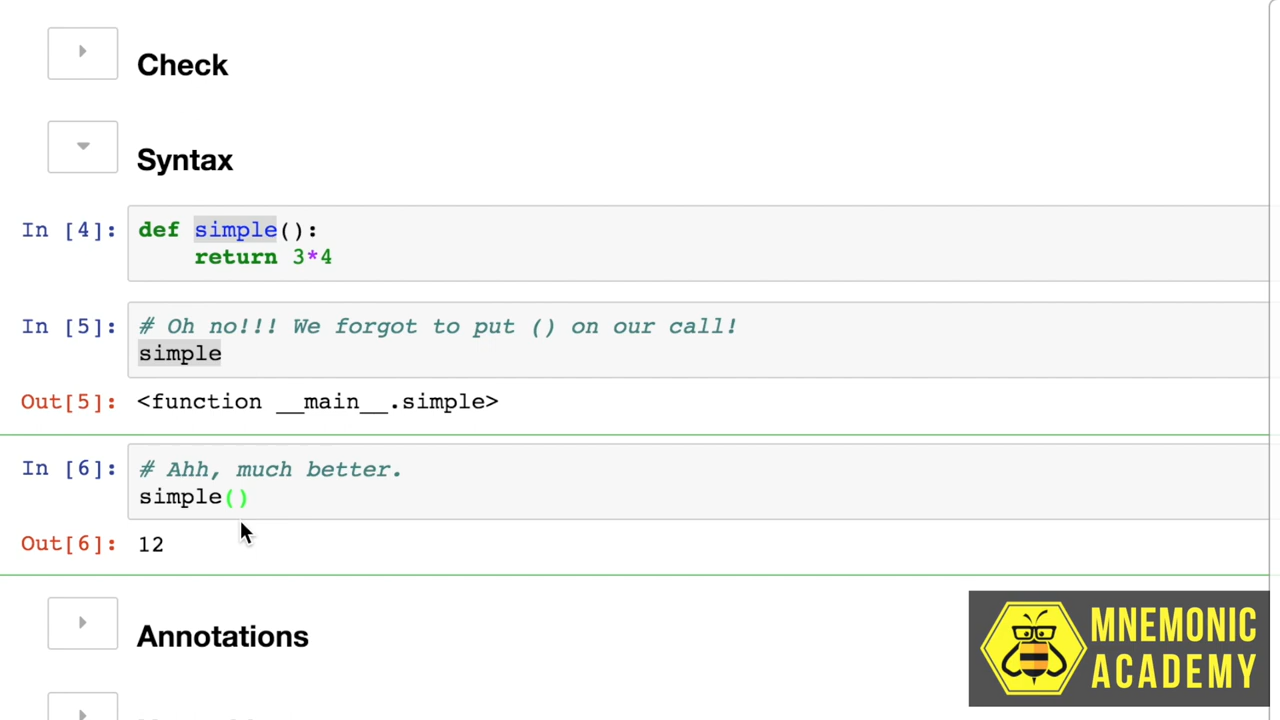 Check
Syntax
In [4]: def simple():
return 3*4
In [5]: # Oh no!!! We forgot to put () on our call!
simple
Out[5]: <function __main__.simple>
In [6]: # Ahh, much better.
simple()
Out[6]: 12
Annotations
MNEMONIC
ACADEMY